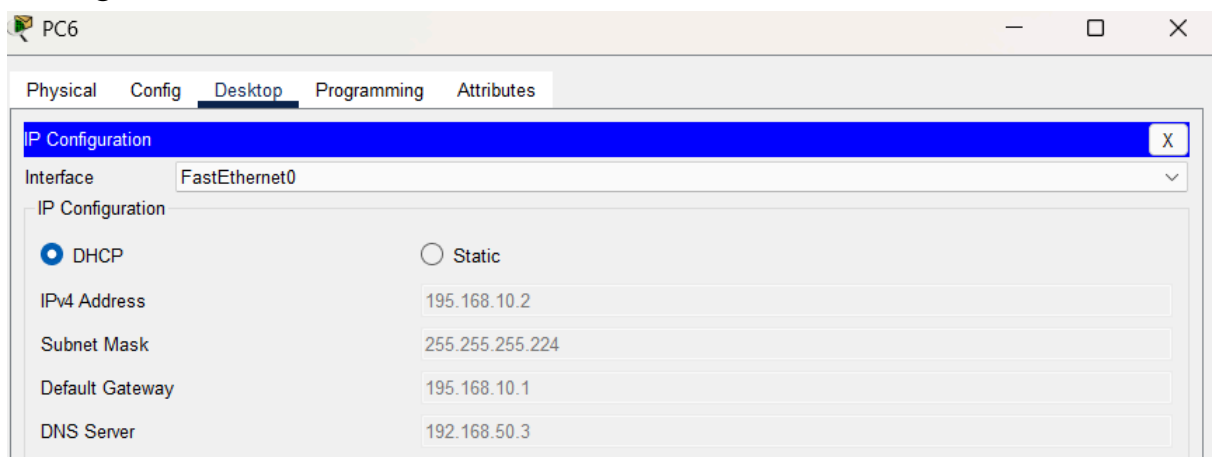 PC6
Physical Config Desktop Programming Attributes
IP Configuration X
Interface FastEthernet0
IP Configuration
DHCP Static
IPv4 Address 195.168.10.2
Subnet Mask 255.255.255.224
Default Gateway 195.168.10.1
DNS Server 192.168.50.3